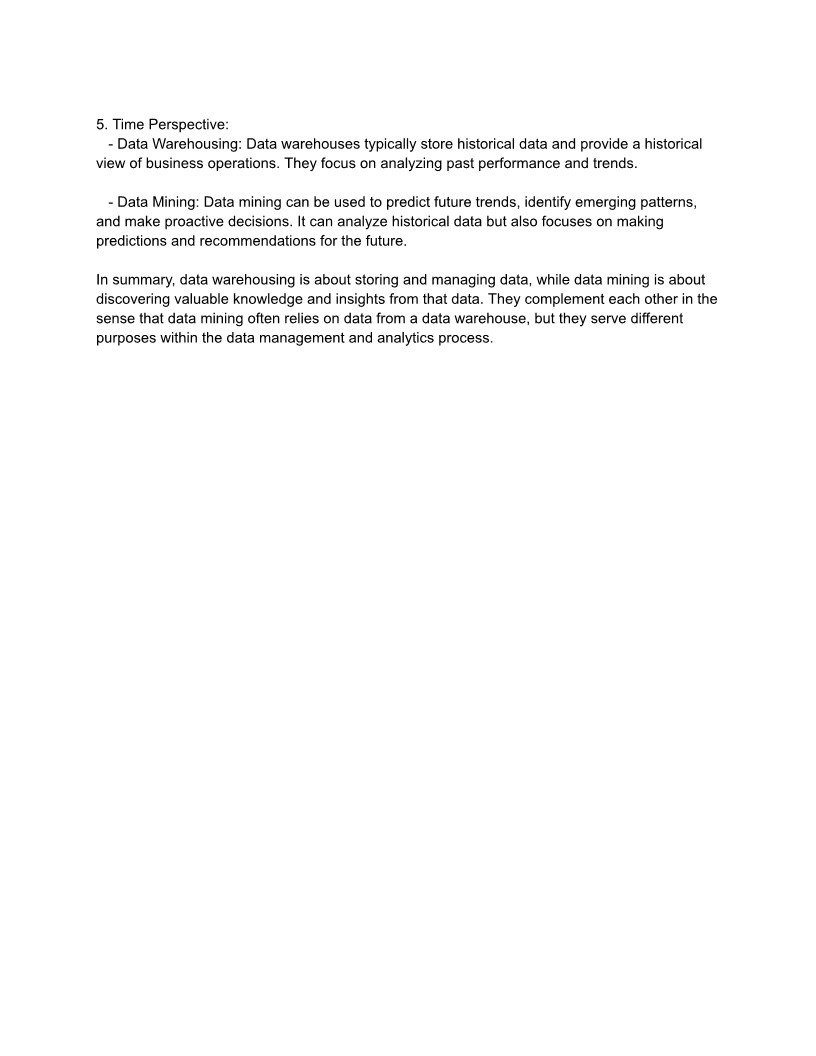 5. Time Perspective:
- Data Warehousing: Data warehouses typically store historical data and provide a historical
view of business operations. They focus on analyzing past performance and trends.
- Data Mining: Data mining can be used to predict future trends, identify emerging patterns,
and make proactive decisions. It can analyze historical data but also focuses on making
predictions and recommendations for the future.
In summary, data warehousing is about storing and managing data, while data mining is about
discovering valuable knowledge and insights from that data. They complement each other in the
sense that data mining often relies on data from a data warehouse, but they serve different
purposes within the data management and analytics process.